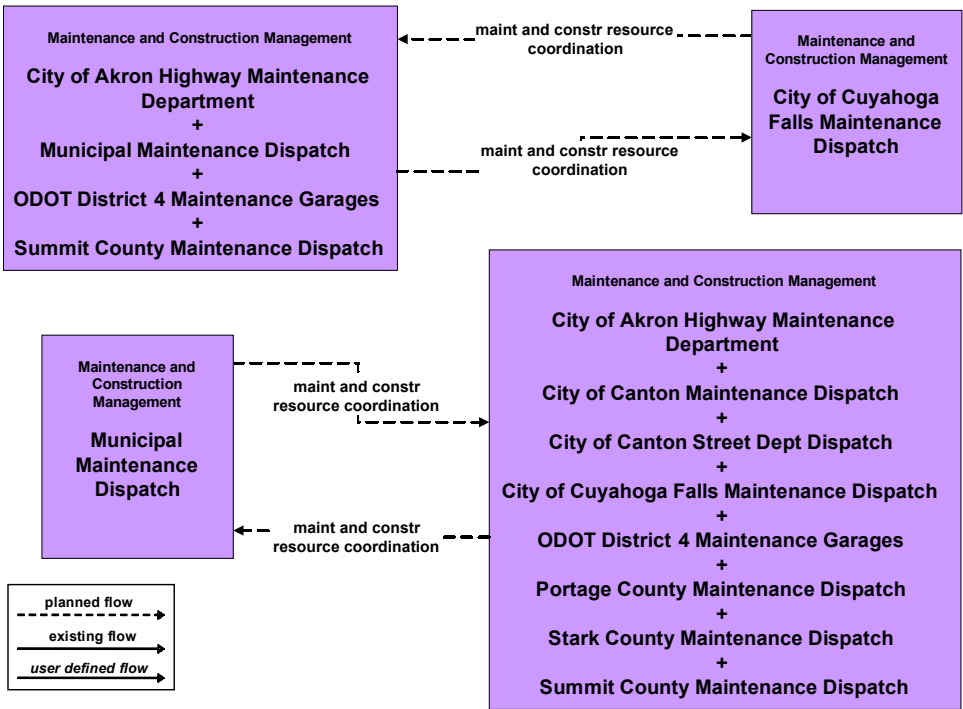 Maintenance and Construction Management
City of Akron Highway Maintenance
Department
+
Municipal Maintenance Dispatch
+
ODOT District 4 Maintenance Garages
+
Summit County Maintenance Dispatch
maint and constr resource
coordination
maint and constr resource
coordination
Maintenance and
Construction Management
City of Cuyahoga
Falls Maintenance
Dispatch
Maintenance and
Construction
Management
Municipal
Maintenance
Dispatch
maint and constr
resource coordination
maint and constr
resource coordination
Maintenance and Construction Management
City of Akron Highway Maintenance
Department
+
City of Canton Maintenance Dispatch
+
City of Canton Street Dept Dispatch
+
City of Cuyahoga Falls Maintenance Dispatch
+
ODOT District 4 Maintenance Garages
+
Portage County Maintenance Dispatch
+
Stark County Maintenance Dispatch
+
Summit County Maintenance Dispatch
planned flow
existing flow
user defined flow